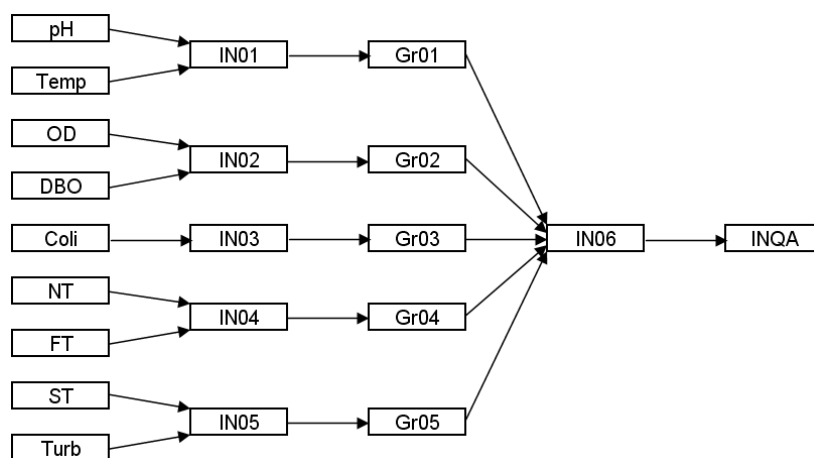 pH
Temp
OD
DBO
Coli
NT
FT
ST
Turb
IN01
IN02
IN03
IN04
IN05
Gr01
Gr02
Gr03
Gr04
Gr05
IN06
INQA